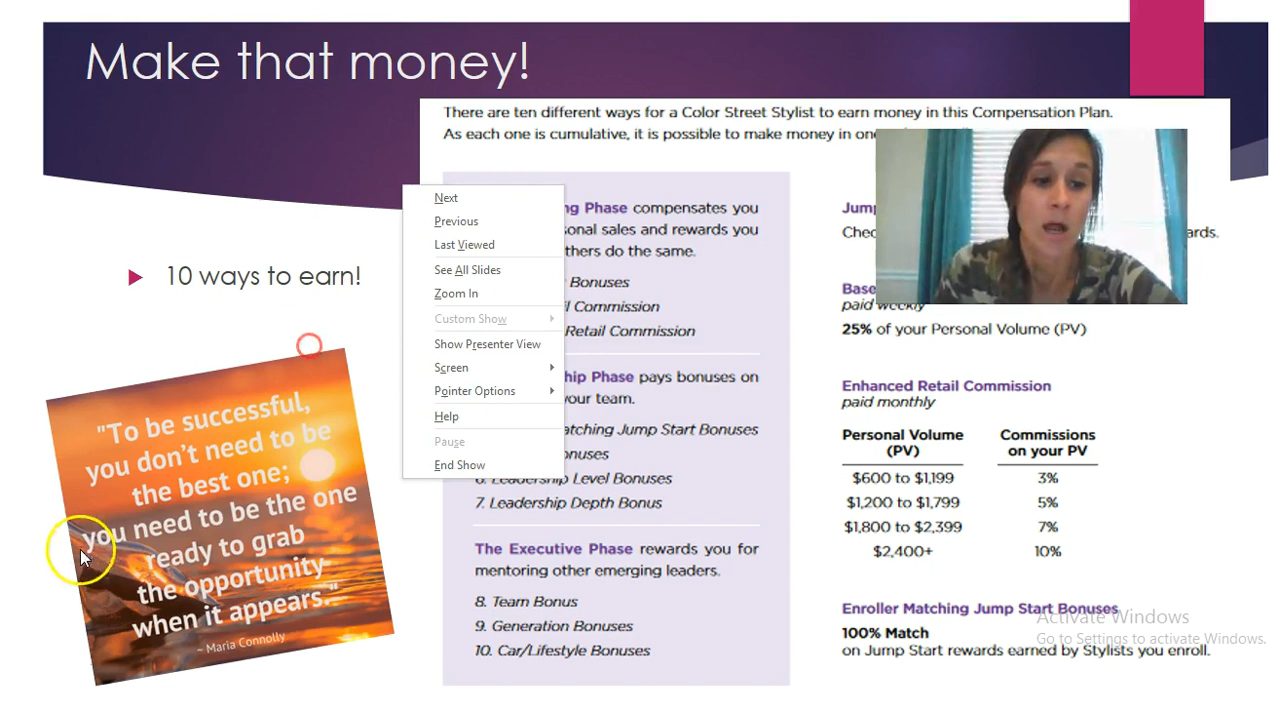 Make that money!
There are ten different ways for a Color Street Stylist to earn money in this Compensation Plan.
As each one is cumulative, it is possible to make money in
10 ways to earn!
"To be successful,
you don't need to be
the best one;
you need to be the one
ready to grab
the opportunity
when it appears."
~ Maria Connolly
Next
Previous
Last Viewed
See All Slides
Zoom In
Custom Show
Show Presenter View
Screen
Pointer Options
Help
Pause
End Show
Phase compensates you
sales and rewards you
do the same.
Bonuses
Commission
Retail Commission
Phase pays bonuses on
your team.
Jump Start Bonuses
Leadership Level Bonuses
7. Leadership Depth Bonus
The Executive Phase rewards you for
mentoring other emerging leaders.
8. Team Bonus
9. Generation Bonuses
10. Car/Lifestyle Bonuses
paid weekly
25% of your Personal Volume (PV)
Enhanced Retail Commission
paid monthly
Personal Volume Commissions
(PV) on your PV
$600 to $1,199 3%
$1,200 to $1,799 5%
$1,800 to $2,399 7%
$2,400+ 10%
Enroller Matching Jump Start Bonuses
100% Match
on Jump Start rewards earned by Stylists you enroll.
Activate Windows
Go to Settings to activate Windows.